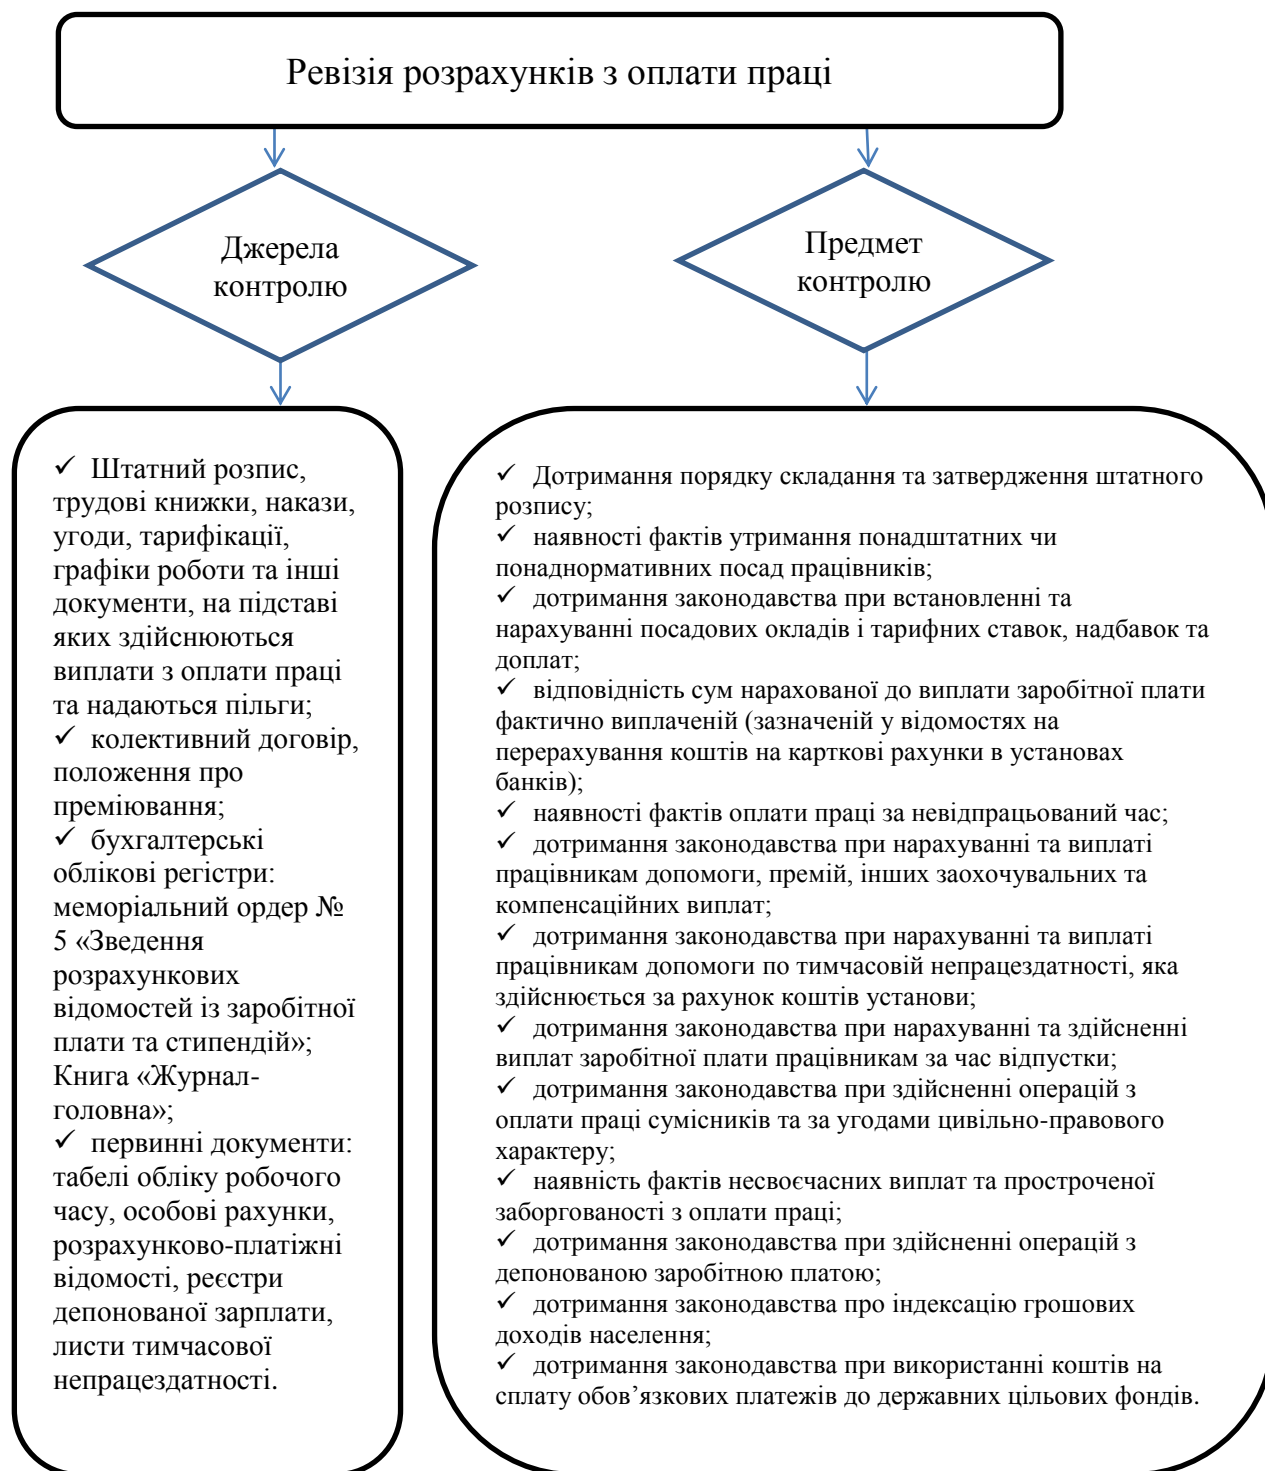 Ревізія розрахунків з оплати праці
Джерела
контролю
Предмет
контролю
✓ Штатний розпис,
трудові книжки, накази,
угоди, тарифікації,
графіки роботи та інші
документи, на підставі
яких здійснюються
виплати з оплати праці
та надаються пільги;
✓ колективний договір,
положення про
преміювання;
✓ бухгалтерські
облікові регістри:
меморіальний ордер №
5 «Зведення
розрахункових
відомостей із заробітної
плати та стипендій»;
Книга «Журнал-
головна»;
✓ первинні документи:
табелі обліку робочого
часу, особові рахунки,
розрахунково-платіжні
відомості, реєстри
депонованої зарплати,
листи тимчасової
непрацездатності.
✓ Дотримання порядку складання та затвердження штатного
розпису;
✓ наявності фактів утримання понадштатних чи
понаднормативних посад працівників;
✓ дотримання законодавства при встановленні та
нарахуванні посадових окладів і тарифних ставок, надбавок та
доплат;
✓ відповідність сум нарахованої до виплати заробітної плати
фактично виплаченій (зазначеній у відомостях на
перерахування коштів на карткові рахунки в установах
банків);
✓ наявності фактів оплати праці за невідпрацьований час;
✓ дотримання законодавства при нарахуванні та виплаті
працівникам допомоги, премій, інших заохочувальних та
компенсаційних виплат;
✓ дотримання законодавства при нарахуванні та виплаті
працівникам допомоги по тимчасовій непрацездатності, яка
здійснюється за рахунок коштів установи;
✓ дотримання законодавства при нарахуванні та здійсненні
виплат заробітної плати працівникам за час відпустки;
✓ дотримання законодавства при здійсненні операцій з
оплати праці сумісників та за угодами цивільно-правового
характеру;
✓ наявність фактів несвоєчасних виплат та простроченої
заборгованості з оплати праці;
✓ дотримання законодавства при здійсненні операцій з
депонованою заробітною платою;
✓ дотримання законодавства про індексацію грошових
доходів населення;
✓ дотримання законодавства при використанні коштів на
сплату обов’язкових платежів до державних цільових фондів.